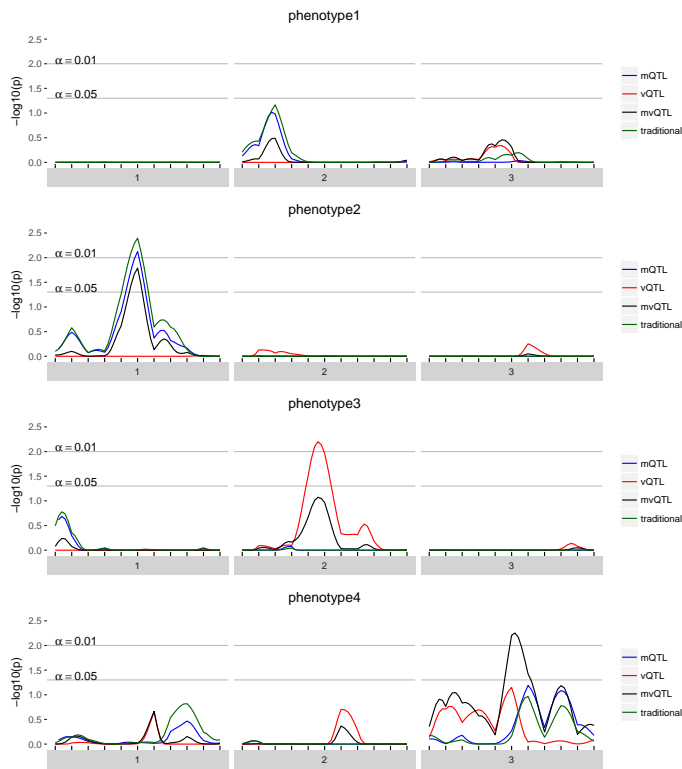 phenotype1
2.5
2.0
1.5
1.0
0.5
0.0
−log10(p)
α = 0.01
α = 0.05
1
2
3
mQTL
vQTL
mvQTL
traditional
phenotype2
2.5
2.0
1.5
1.0
0.5
0.0
−log10(p)
α = 0.01
α = 0.05
1
2
3
mQTL
vQTL
mvQTL
traditional
phenotype3
2.5
2.0
1.5
1.0
0.5
0.0
−log10(p)
α = 0.01
α = 0.05
1
2
3
mQTL
vQTL
mvQTL
traditional
phenotype4
2.5
2.0
1.5
1.0
0.5
0.0
−log10(p)
α = 0.01
α = 0.05
1
2
3
mQTL
vQTL
mvQTL
traditional